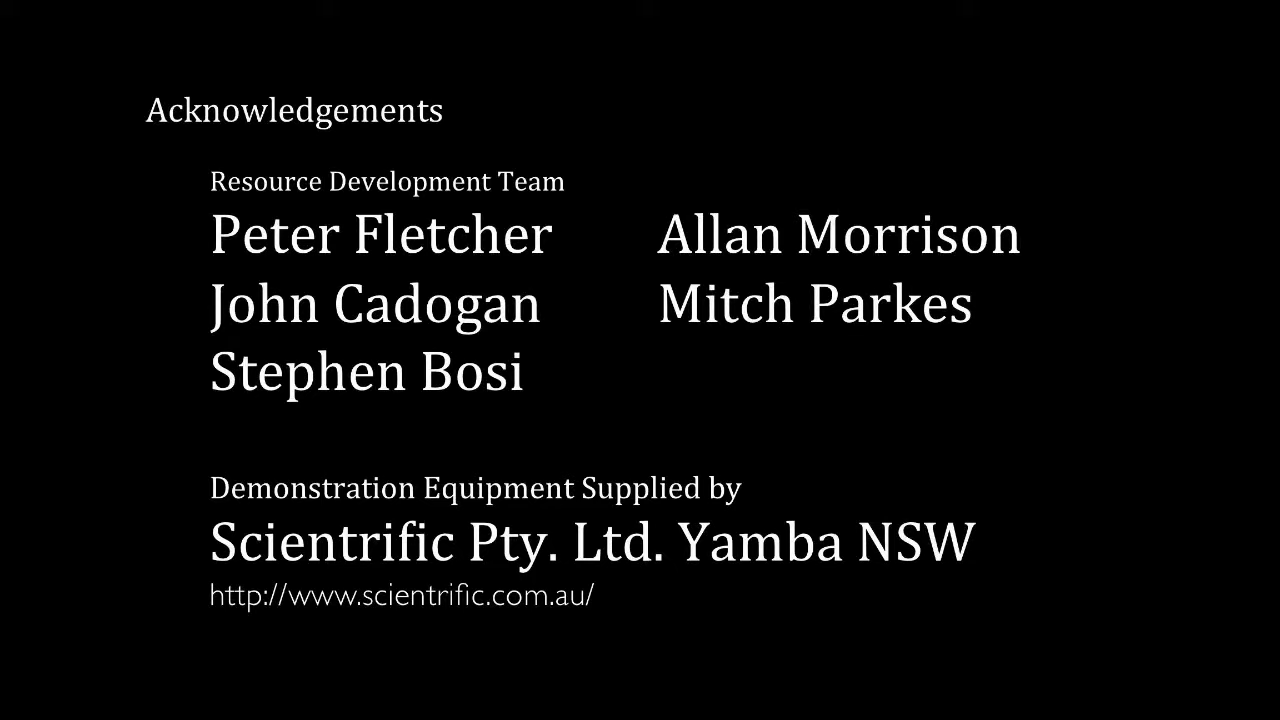 Acknowledgements
Resource Development Team
Peter Fletcher Allan Morrison
John Cadogan Mitch Parkes
Stephen Bosi
Demonstration Equipment Supplied by
Scientrific Pty. Ltd. Yamba NSW
http://www.scientrific.com.au/